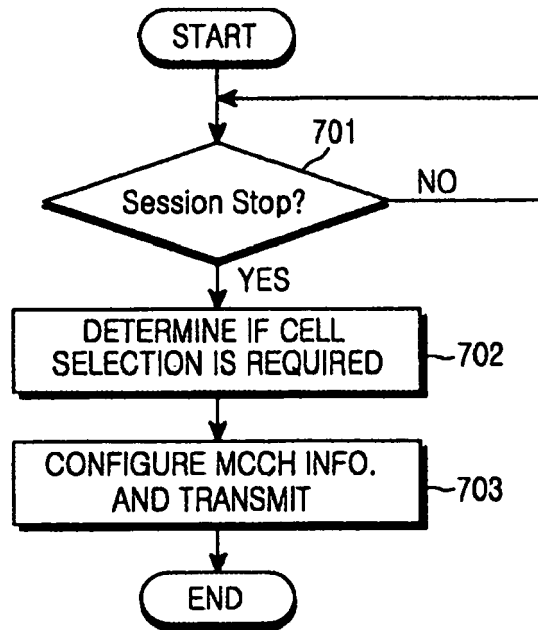 START
701
Session Stop?
NO
YES
DETERMINE IF CELL
SELECTION IS REQUIRED
702
CONFIGURE MCCH INFO.
AND TRANSMIT
703
END